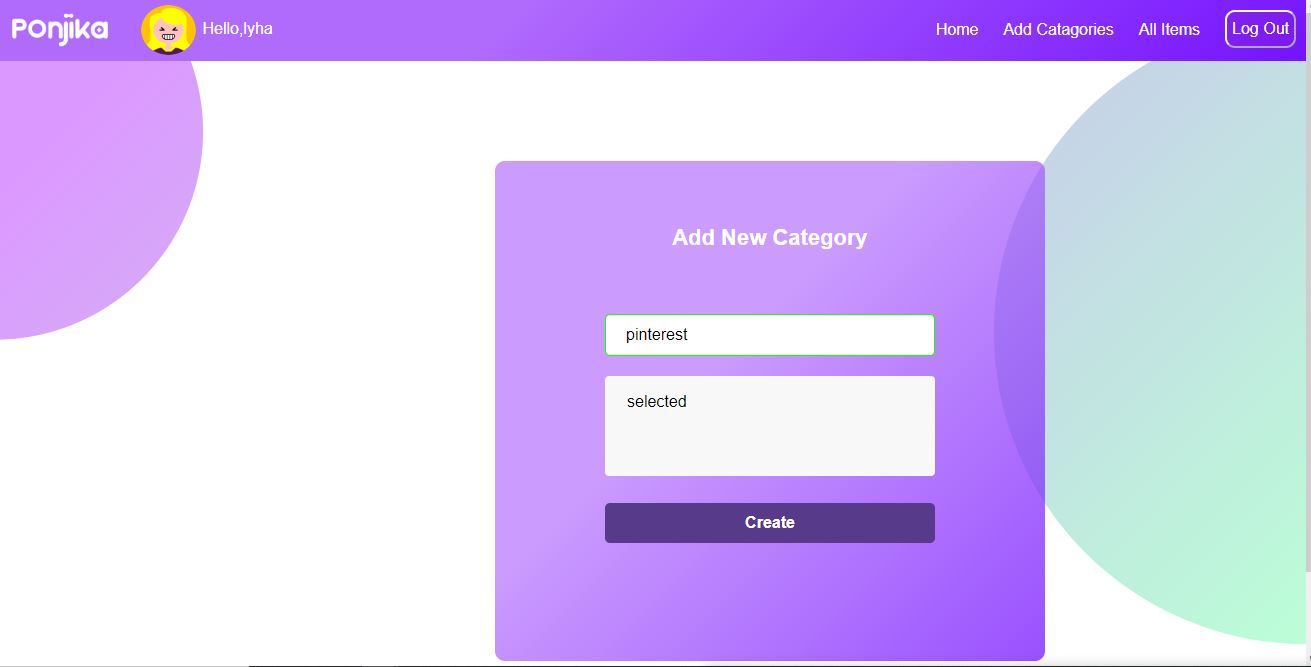 Ponjika
Hello,lyha
Home
Add Catagories
All Items
Log Out
Add New Category
pinterest
selected
Create